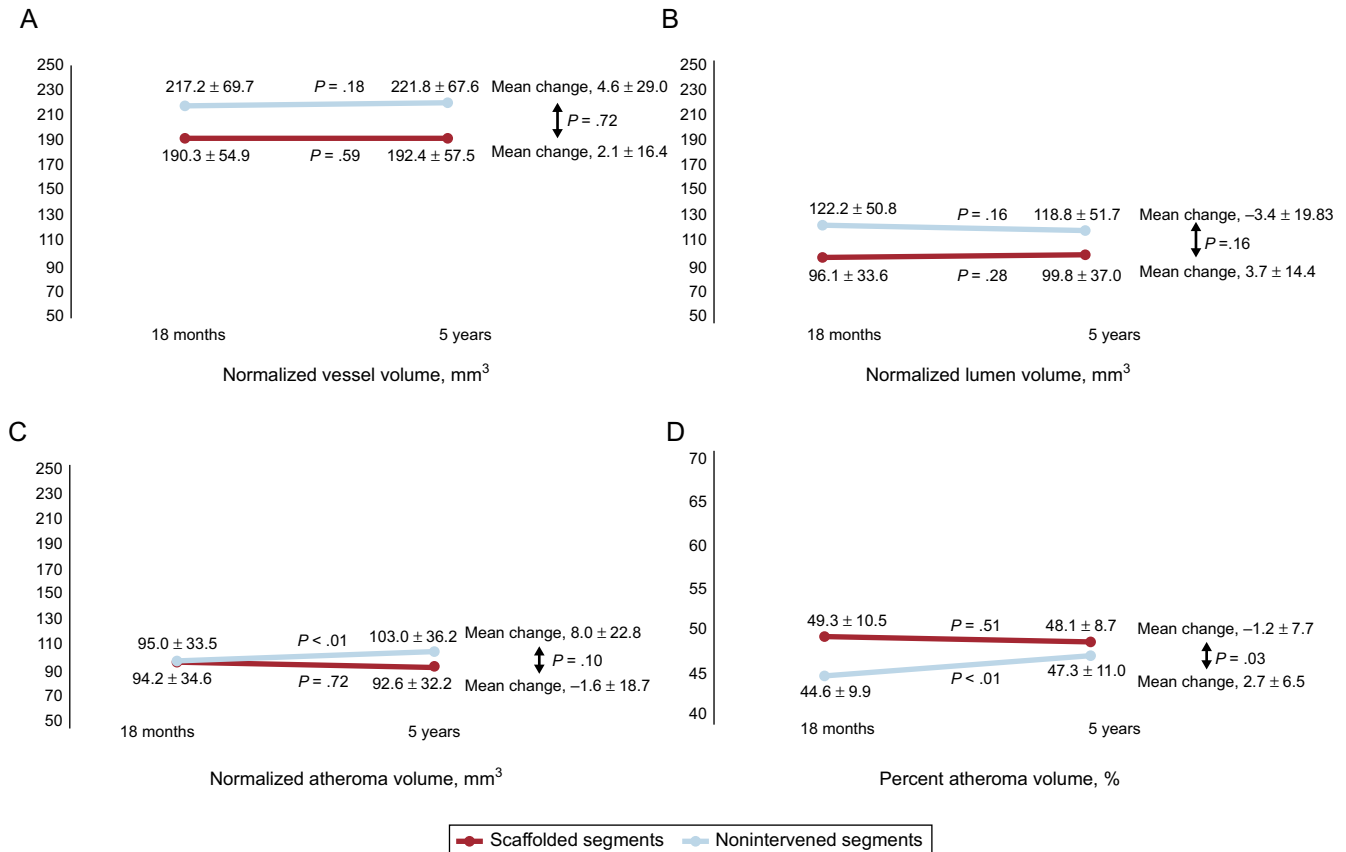 A
250
230
210
190
170
150
130
110
90
70
50
217.2 ± 69.7
P = .18
221.8 ± 67.6
Mean change, 4.6 ± 29.0
P = .72
190.3 ± 54.9
P = .59
192.4 ± 57.5
Mean change, 2.1 ± 16.4
18 months
5 years
Normalized vessel volume, mm³
B
250
230
210
190
170
150
130
110
90
70
50
122.2 ± 50.8
P = .16
118.8 ± 51.7
Mean change, –3.4 ± 19.83
P =.16
96.1 ± 33.6
P = .28
99.8 ± 37.0
Mean change, 3.7 ± 14.4
18 months
5 years
Normalized lumen volume, mm³
C
250
230
210
190
170
150
130
110
90
70
50
95.0 ± 33.5
P < .01
103.0 ± 36.2
Mean change, 8.0 ± 22.8
P = .10
94.2 ± 34.6
P = .72
92.6 ± 32.2
Mean change, –1.6 ± 18.7
18 months
5 years
Normalized atheroma volume, mm³
D
70
65
60
55
50
45
40
49.3 ± 10.5
P = .51
48.1 ± 8.7
Mean change, –1.2 ± 7.7
P = .03
44.6 ± 9.9
P < .01
47.3 ± 11.0
Mean change, 2.7 ± 6.5
18 months
5 years
Percent atheroma volume, %
Scaffolded segments
Nonintervened segments